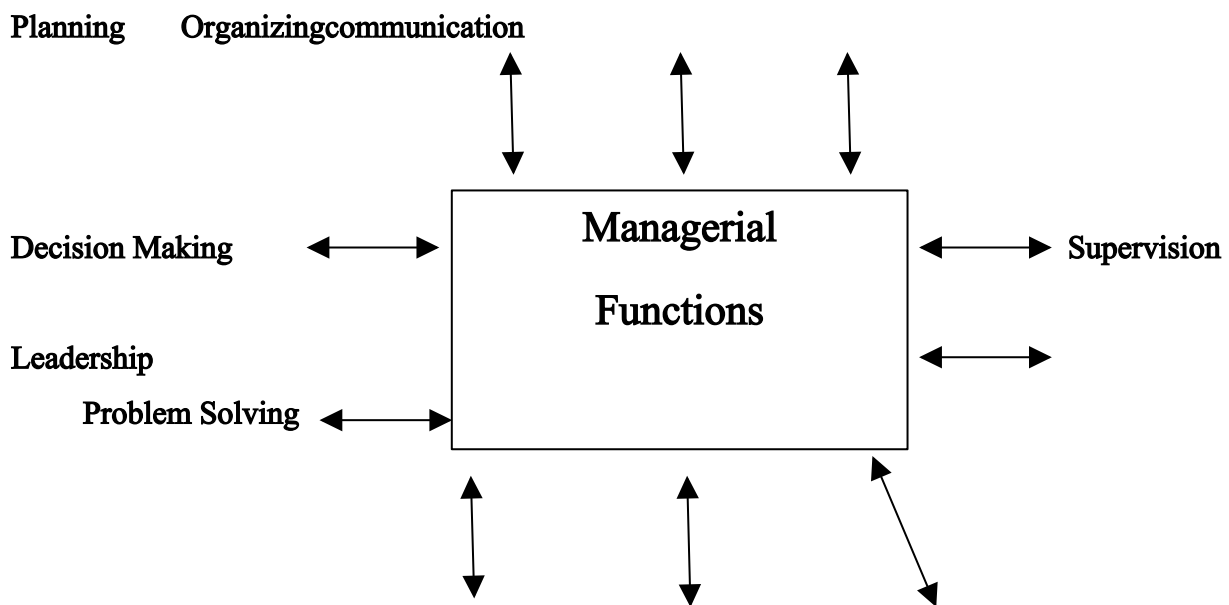 Planning Organizingcommunication
Managerial
Decision Making Supervision
Functions
Leadership
Problem Solving